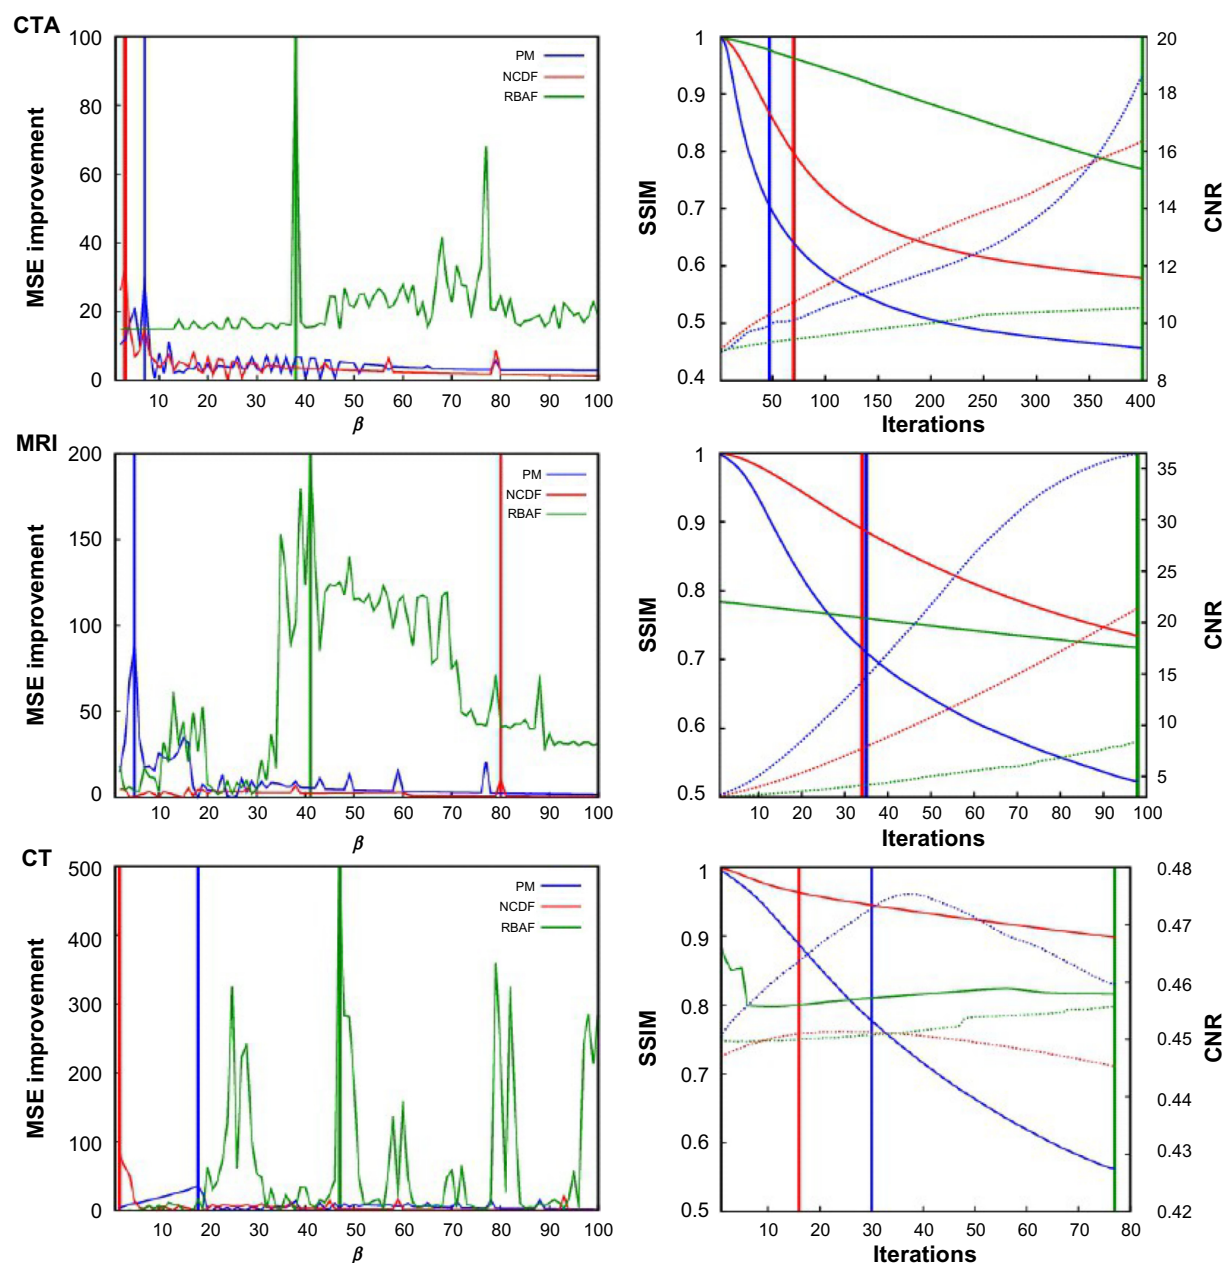 CTA
MSE improvement
100
80
60
40
20
0
PM
NCDF
RBAF
10 20 30 40 50 60 70 80 90 100
β
SSIM
1
0.9
0.8
0.7
0.6
0.5
0.4
20
18
16
14
12
10
8
CNR
50 100 150 200 250 300 350 400
Iterations
MRI
MSE improvement
200
150
100
50
0
PM
NCDF
RBAF
10 20 30 40 50 60 70 80 90 100
β
SSIM
1
0.9
0.8
0.7
0.6
0.5
35
30
25
20
15
10
5
CNR
10 20 30 40 50 60 70 80 90 100
Iterations
CT
MSE improvement
500
400
300
200
100
0
PM
NCDF
RBAF
10 20 30 40 50 60 70 80 90 100
β
SSIM
1
0.9
0.8
0.7
0.6
0.5
0.48
0.47
0.46
0.45
0.44
0.43
0.42
CNR
10 20 30 40 50 60 70 80
Iterations